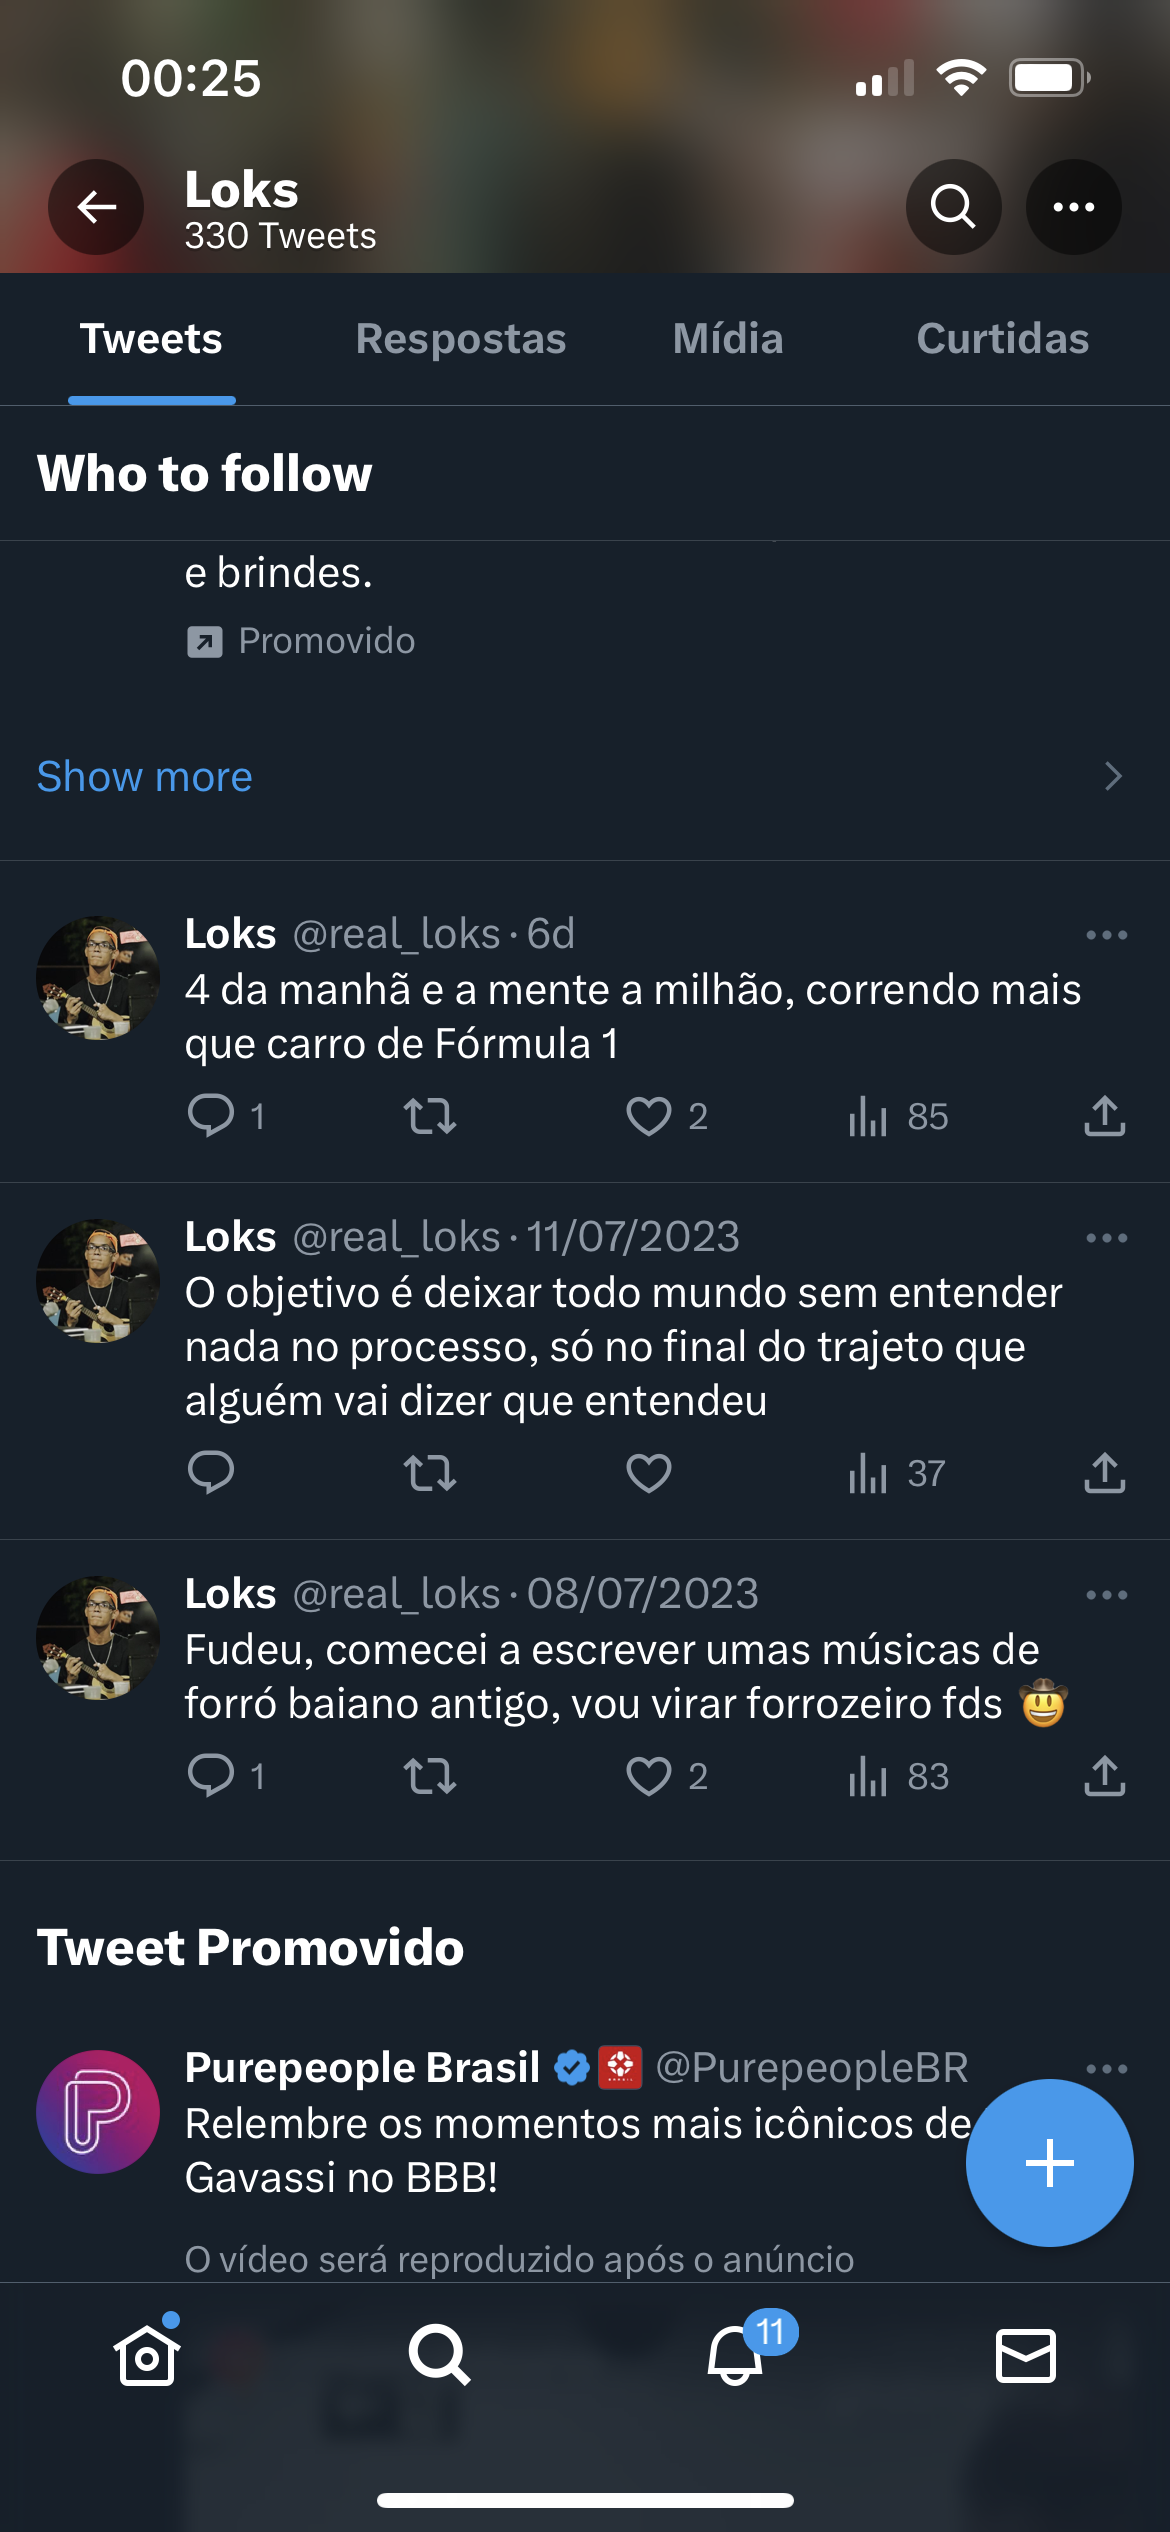 00:25
Loks
330 Tweets
Tweets Respostas Mídia Curtidas
Who to follow
e brindes.
Promovido
Show more
Loks @real_loks · 6d
4 da manhã e a mente a milhão, correndo mais
que carro de Fórmula 1
1 2 85
Loks @real_loks · 11/07/2023
O objetivo é deixar todo mundo sem entender
nada no processo, só no final do trajeto que
alguém vai dizer que entendeu
37
Loks @real_loks · 08/07/2023
Fudeu, comecei a escrever umas músicas de
forró baiano antigo, vou virar forrozeiro fds 🤠
1 2 83
Tweet Promovido
Purepeople Brasil @PurepeopleBR
Relembre os momentos mais icônicos de
Gavassi no BBB!
O vídeo será reproduzido após o anúncio
11